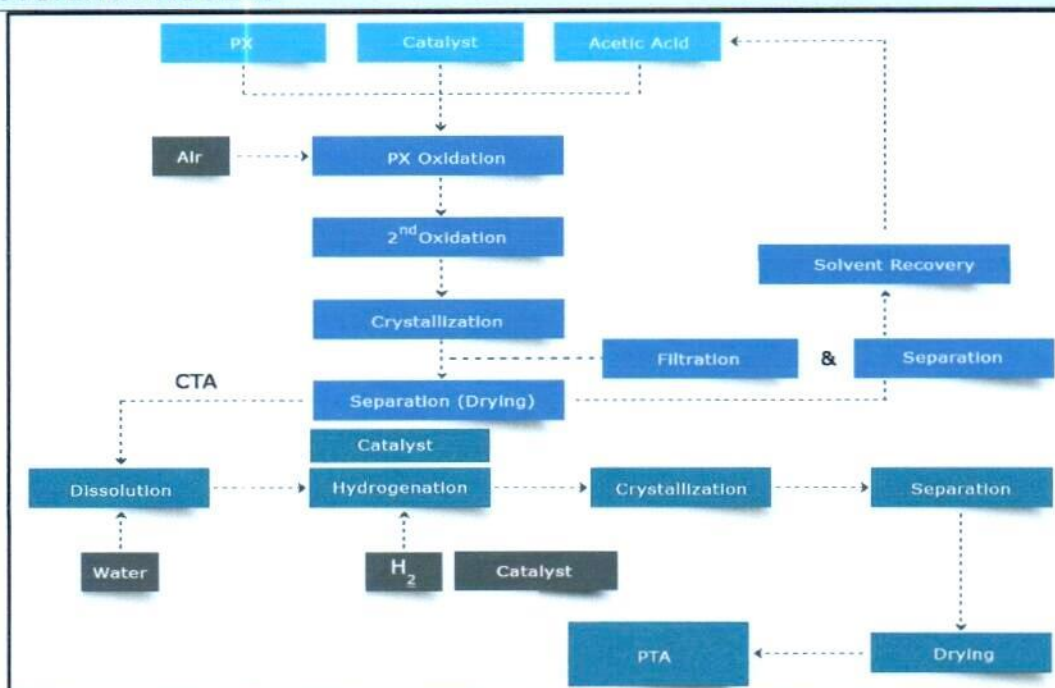 PX
Catalyst
Acetic Acid
Air
PX Oxidation
2nd Oxidation
Solvent Recovery
Crystallization
Filtration
&
Separation
CTA
Separation (Drying)
Catalyst
Dissolution
Hydrogenation
Crystallization
Separation
Water
H2
Catalyst
PTA
Drying